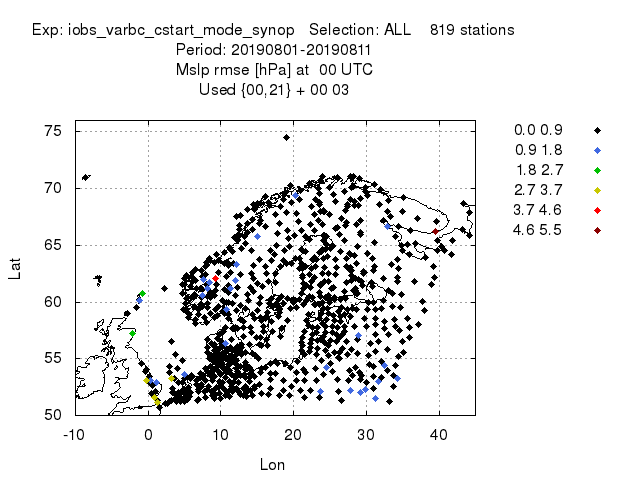 Exp: iobs_varbc_cstart_mode_synop Selection: ALL 819 stations
Period: 20190801-20190811
Mslp rmse [hPa] at 00 UTC
Used {00,21} + 00 03
75
70
65
60
55
50
Lat
-10 0 10 20 30 40
Lon
0.0 0.9
0.9 1.8
1.8 2.7
2.7 3.7
3.7 4.6
4.6 5.5